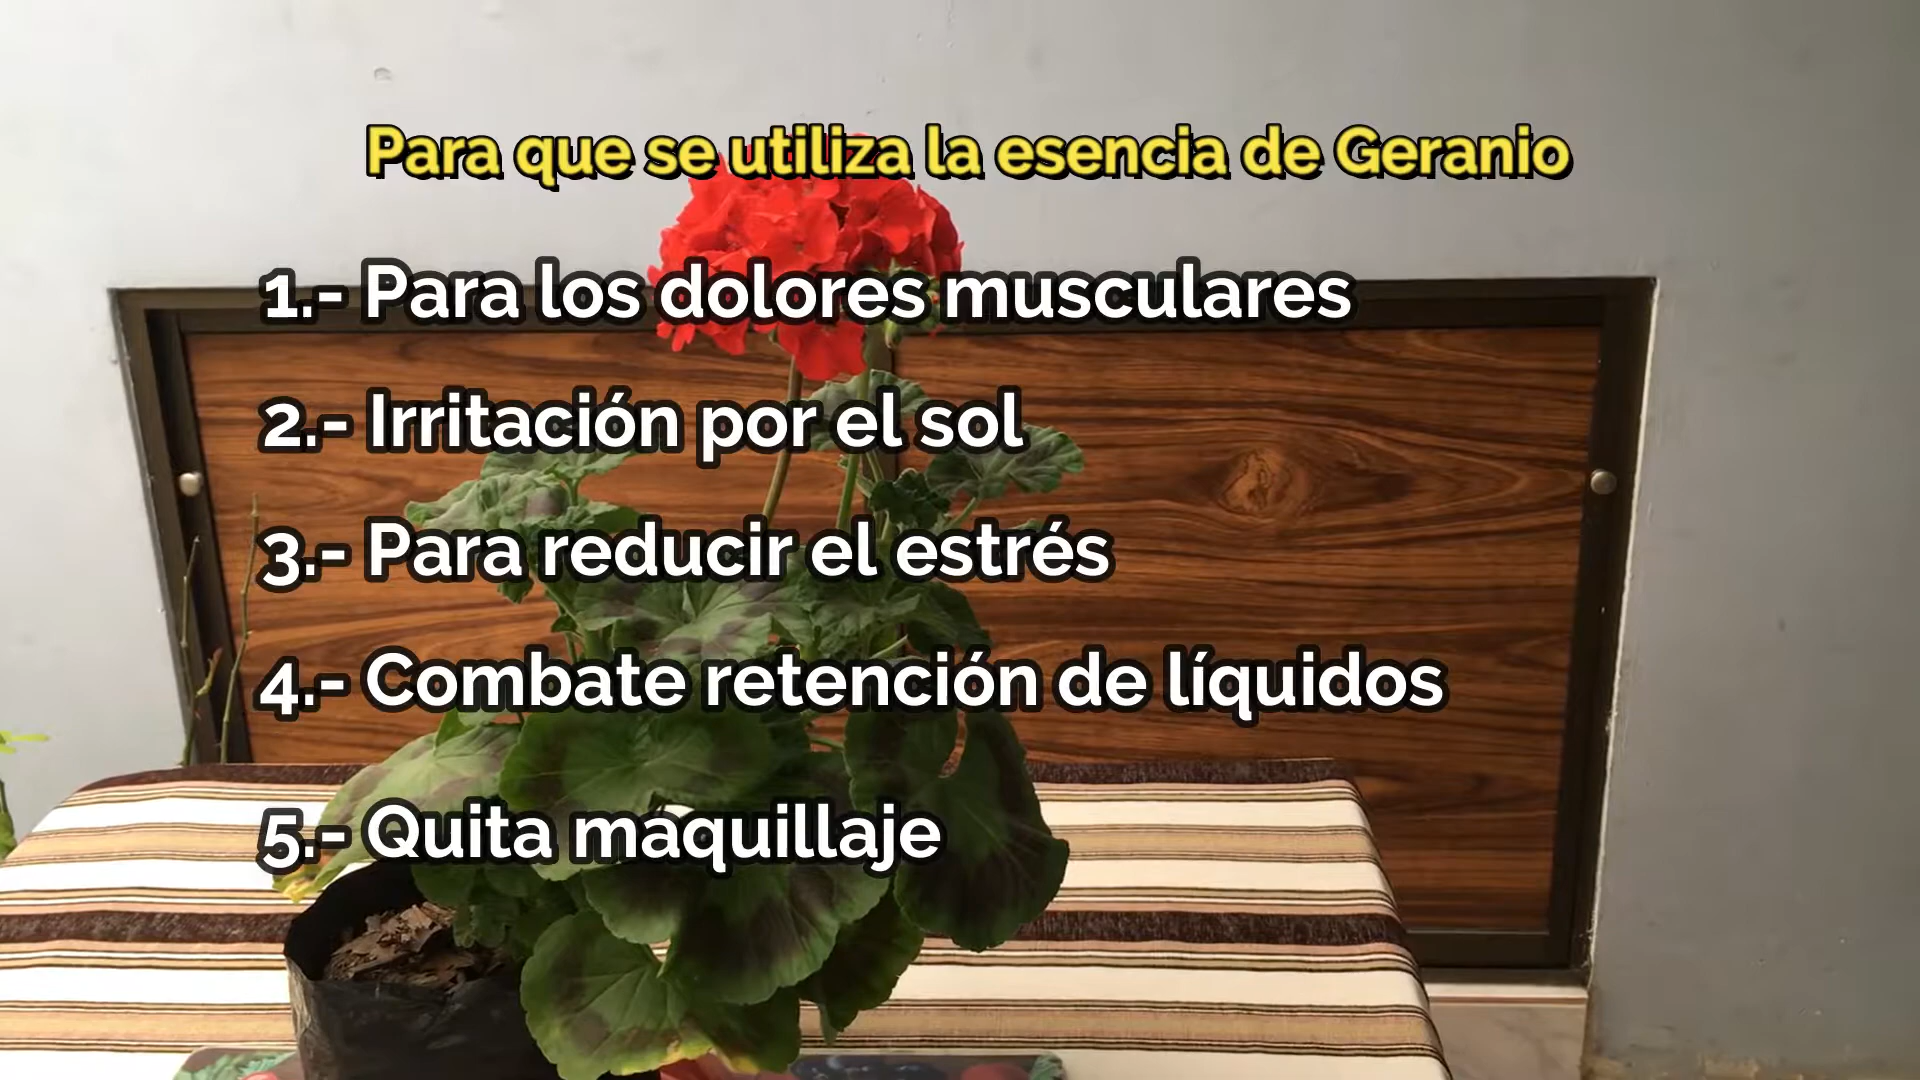 Para que se utiliza la esencia de Geranio
1.- Para los dolores musculares
2.- Irritación por el sol
3.- Para reducir el estrés
4.- Combate retención de líquidos
5.- Quita maquillaje